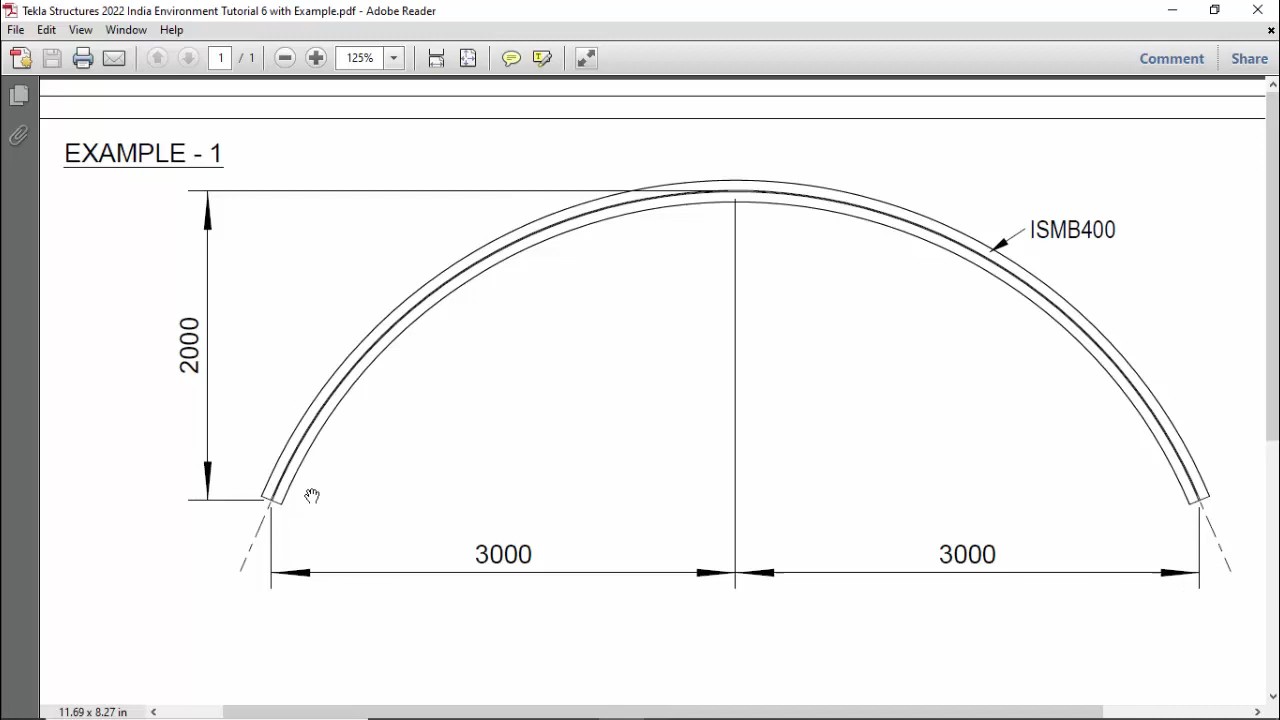 Tekla Structures 2022 India Environment Tutorial 6 with Example.pdf - Adobe Reader
File Edit View Window Help
1 / 1 125% Comment Share
EXAMPLE - 1
ISMB400
2000
3000 3000
11.69 x 8.27 in